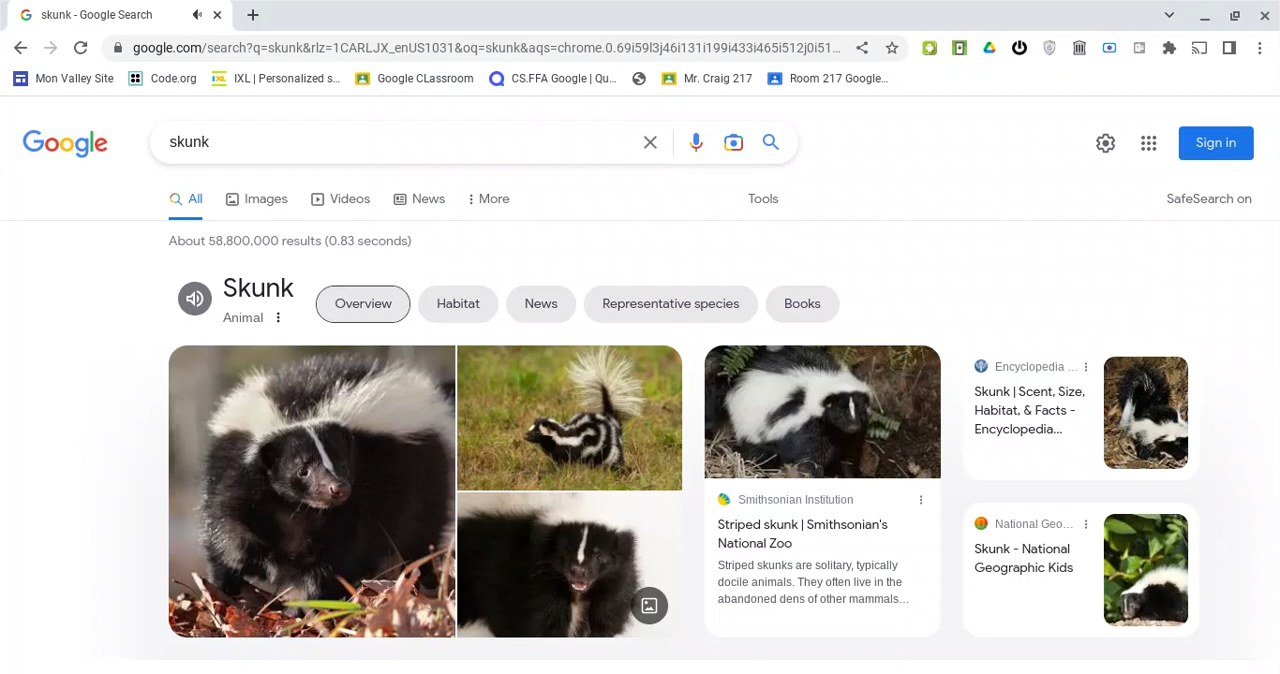 skunk - Google Search
google.com/search?q=skunk&rlz=1CARLJX_enUS1031&oq=skunk&aqs=chrome.0.69i59l3j46i131i199i433i465i512j0i51...
Mon Valley Site
Code.org
IXL | Personalized s...
Google CLassroom
CS.FFA Google | Qu...
Mr. Craig 217
Room 217 Google...
Google
skunk
Sign in
All
Images
Videos
News
More
Tools
SafeSearch on
About 58,800,000 results (0.83 seconds)
Skunk
Animal
Overview
Habitat
News
Representative species
Books
Smithsonian Institution
Striped skunk | Smithsonian's
National Zoo
Striped skunks are solitary, typically
docile animals. They often live in the
abandoned dens of other mammals...
Encyclopedia ...
Skunk | Scent, Size,
Habitat, & Facts -
Encyclopedia...
National Geo...
Skunk - National
Geographic Kids